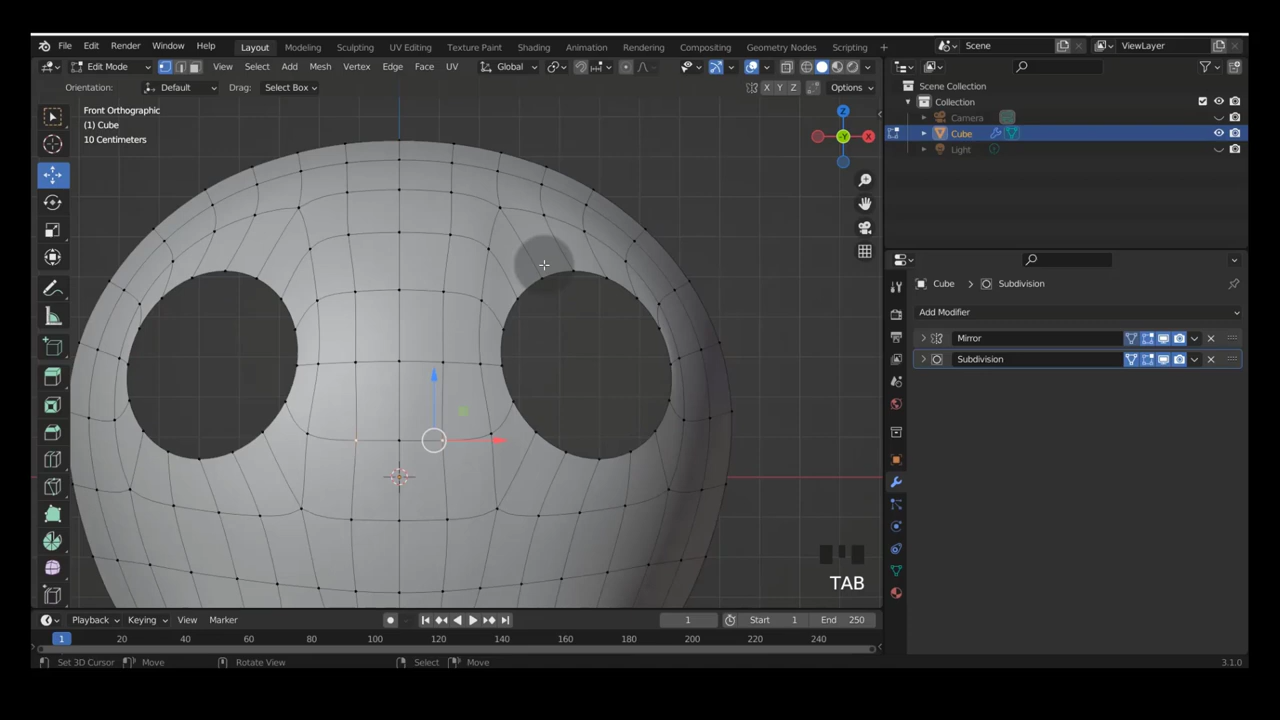 File Edit Render Window Help Layout Modeling Sculpting UV Editing Texture Paint Shading Animation Rendering Compositing Geometry Nodes Scripting + Scene ViewLayer
Edit Mode View Select Add Mesh Vertex Edge Face UV Global
Orientation: Default Drag: Select Box X Y Z Options
Scene Collection
Collection
Camera
Cube
Light
Front Orthographic
(1) Cube
10 Centimeters
Z
-Y
X
Cube > Subdivision
Add Modifier
Mirror
Subdivision
TAB
Playback Keying View Marker 1 Start 1 End 250
1 20 40 60 80 100 120 140 160 180 200 220 240
Set 3D Cursor Move Rotate View Select Move 3.1.0